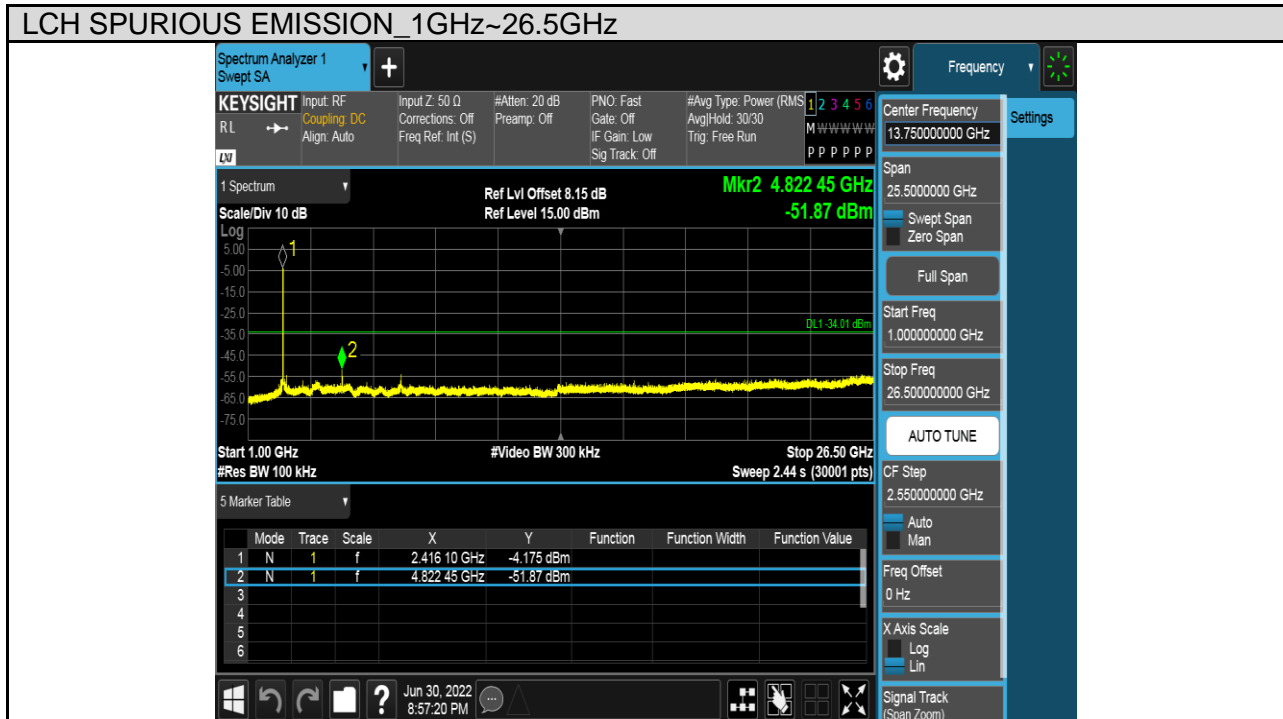 LCH SPURIOUS EMISSION_1GHz~26.5GHz
Spectrum Analyzer 1
Swept SA
+
Frequency
KEYSIGHT
RL
LXI
Input: RF
Coupling: DC
Align: Auto
Input Z: 50 Ω
Corrections: Off
Freq Ref: Int (S)
#Atten: 20 dB
Preamp: Off
PNO: Fast
Gate: Off
IF Gain: Low
Sig Track: Off
#Avg Type: Power (RMS
Avg|Hold: 30/30
Trig: Free Run
1 2 3 4 5 6
M W W W W W
P P P P P P
1 Spectrum
Scale/Div 10 dB
Ref Lvl Offset 8.15 dB
Ref Level 15.00 dBm
Mkr2 4.822 45 GHz
-51.87 dBm
Log
5.00
-5.00
-15.0
-25.0
-35.0
-45.0
-55.0
-65.0
-75.0
1
2
DL1 -34.01 dBm
Start 1.00 GHz
#Video BW 300 kHz
Stop 26.50 GHz
#Res BW 100 kHz
Sweep 2.44 s (30001 pts)
5 Marker Table
Mode Trace Scale X Y Function Function Width Function Value
1 N 1 f 2.416 10 GHz -4.175 dBm
2 N 1 f 4.822 45 GHz -51.87 dBm
3
4
5
6
Jun 30, 2022
8:57:20 PM
?
Center Frequency
13.75000000 GHz
Settings
Span
25.5000000 GHz
Swept Span
Zero Span
Full Span
Start Freq
1.000000000 GHz
Stop Freq
26.500000000 GHz
AUTO TUNE
CF Step
2.550000000 GHz
Auto
Man
Freq Offset
0 Hz
X Axis Scale
Log
Lin
Signal Track
(Span Zoom)